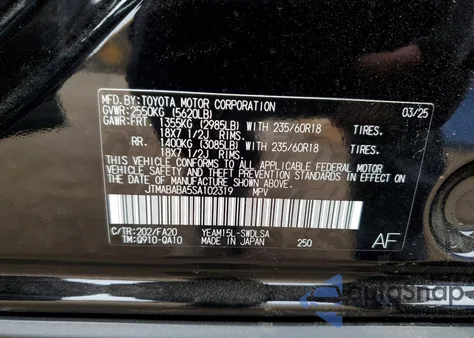 MFD.BY:TOYOTA MOTOR CORPORATION 03/25
GVWR:2550KG (5620LB)
GAWR:FRT. 1355KG (2985LB) WITH 235/60R18 TIRES.
18X7 1/2J RIMS.
RR. 1400KG (3085LB) WITH 235/60R18 TIRES.
18X7 1/2J RIMS.
THIS VEHICLE CONFORMS TO ALL APPLICABLE FEDERAL MOTOR
VEHICLE SAFETY AND THEFT PREVENTION STANDARDS IN EFFECT
ON THE DATE OF MANUFACTURE SHOWN ABOVE.
JTMABABA5SA102319 MPV
C/TR:202/FA20 YEAM15L-SWDLSA
TM:Q910-QA10 MADE IN JAPAN 250 AF
AutoSnap